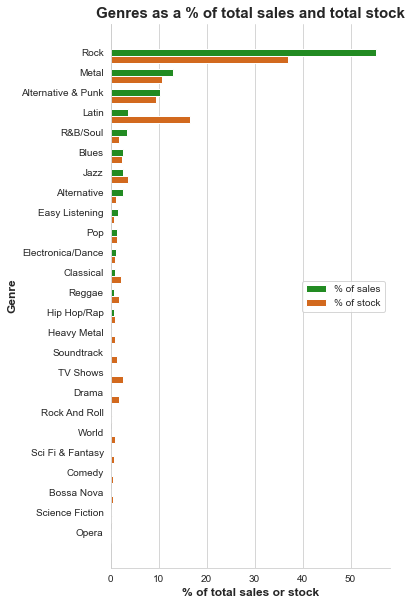 Genres as a % of total sales and total stock
Rock
Metal
Alternative & Punk
Latin
R&B/Soul
Blues
Jazz
Alternative
Easy Listening
Pop
Electronica/Dance
Classical
Reggae
Hip Hop/Rap
Heavy Metal
Soundtrack
TV Shows
Drama
Rock And Roll
World
Sci Fi & Fantasy
Comedy
Bossa Nova
Science Fiction
Opera
Genre
% of sales
% of stock
0 10 20 30 40 50
% of total sales or stock